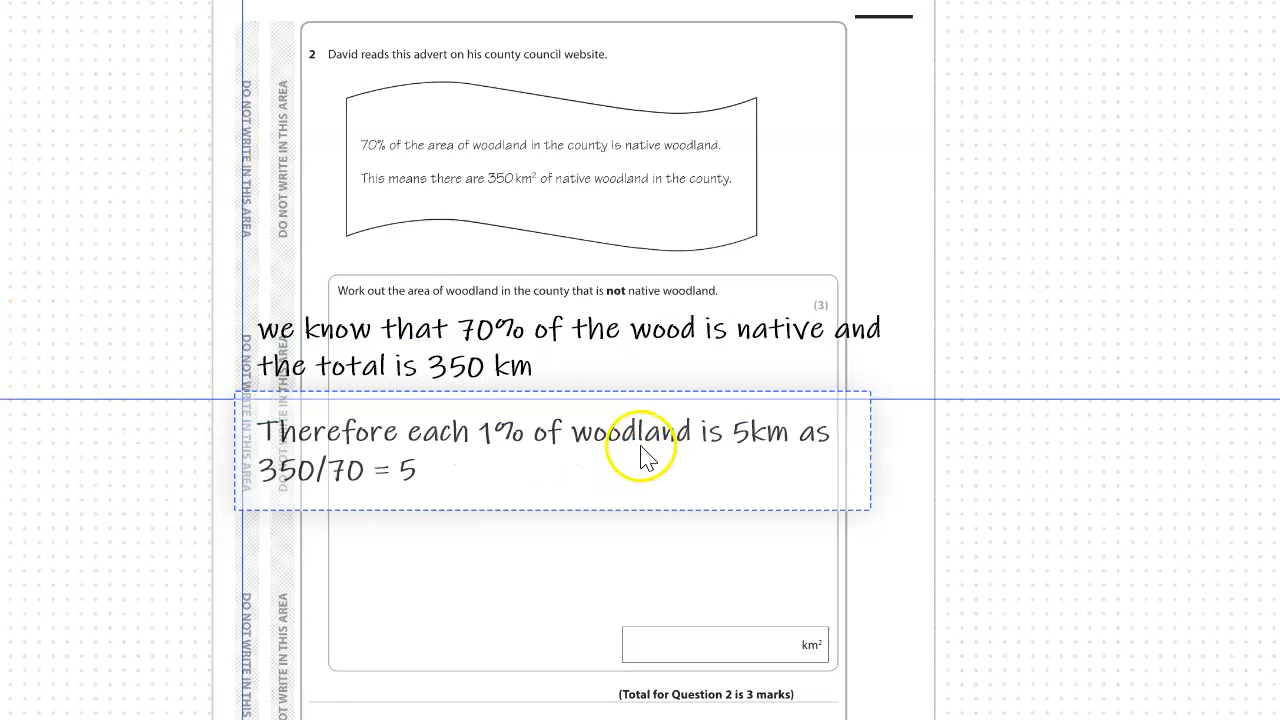 2 David reads this advert on his county council website.
70% of the area of woodland in the county is native woodland.
This means there are 350 km² of native woodland in the county.
Work out the area of woodland in the county that is not native woodland.
(3)
we know that 70% of the wood is native and
the total is 350 km
Therefore each 1% of woodland is 5km as
350/70 = 5
km²
(Total for Question 2 is 3 marks)
DO NOT WRITE IN THIS AREA
DO NOT WRITE IN THIS AREA
DO NOT WRITE IN THIS AREA
DO NOT WRITE IN THIS AREA
DO NOT WRITE IN THIS
OT WRITE IN THIS AREA